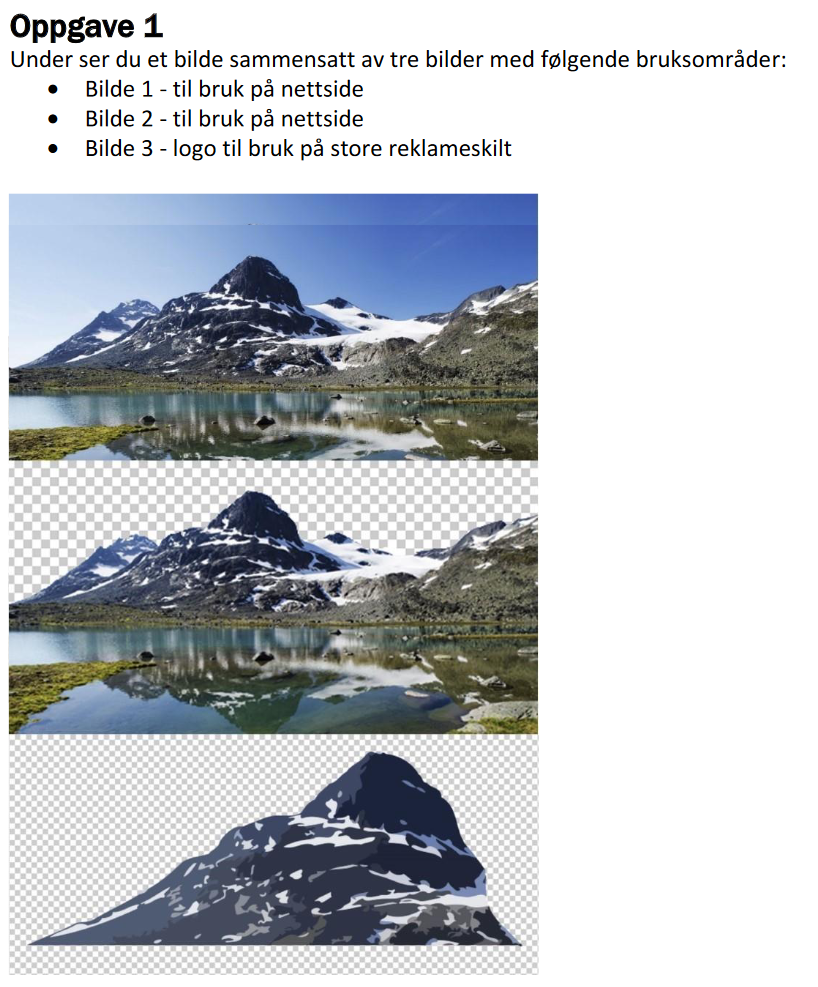 Oppgave 1
Under ser du et bilde sammensatt av tre bilder med følgende bruksområder:
• Bilde 1 - til bruk på nettside
• Bilde 2 - til bruk på nettside
• Bilde 3 - logo til bruk på store reklameskilt